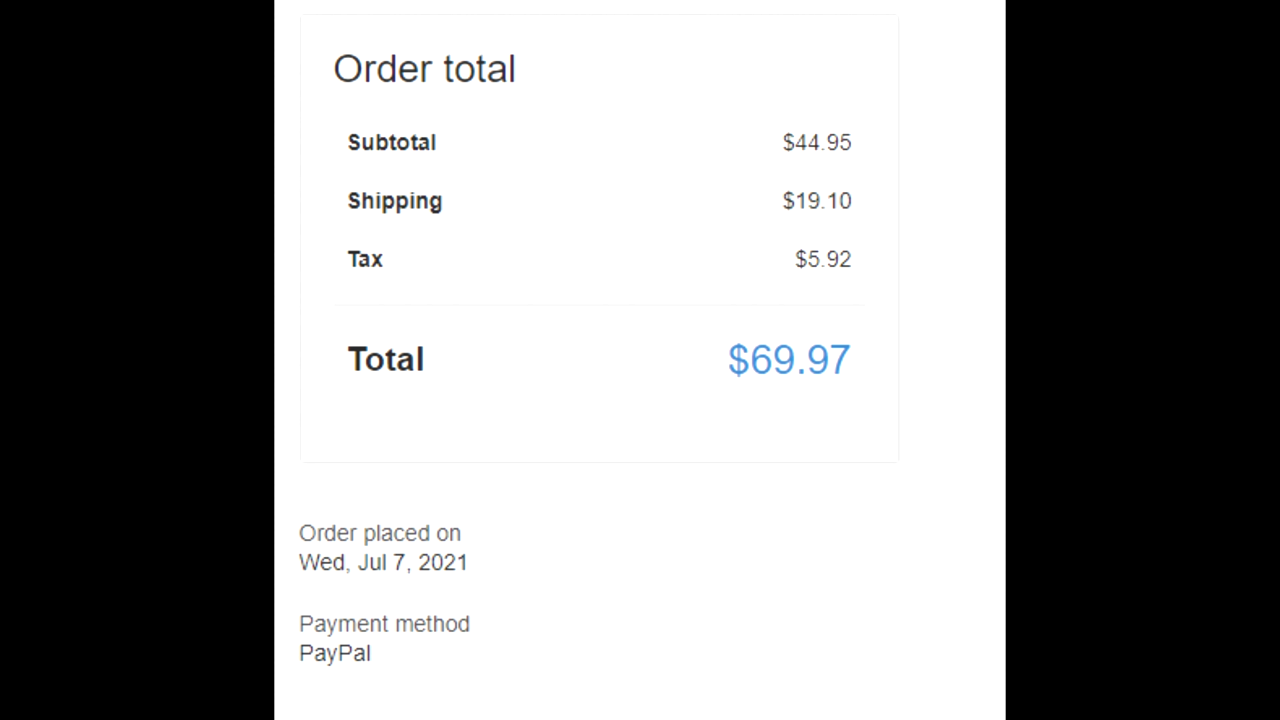 Order total
Subtotal $44.95
Shipping $19.10
Tax $5.92
Total $69.97
Order placed on
Wed, Jul 7, 2021
Payment method
PayPal